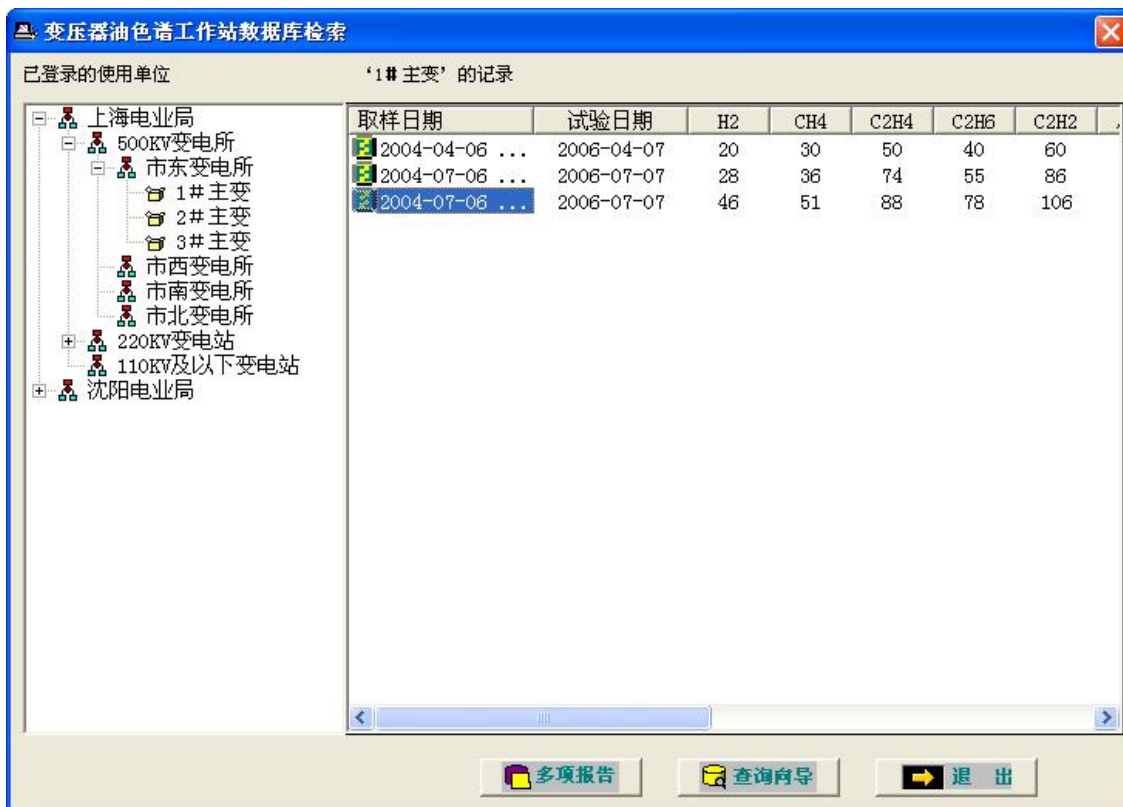 变压器油色谱工作站数据库检索
已登录的使用单位 ‘1#主变’的记录
上海电业局
500KV变电所
市东变电所
1#主变
2#主变
3#主变
市西变电所
市南变电所
市北变电所
220KV变电站
110KV及以下变电站
沈阳电业局
取样日期 试验日期 H2 CH4 C2H4 C2H6 C2H2
2004-04-06 ... 2006-04-07 20 30 50 40 60
2004-07-06 ... 2006-07-07 28 36 74 55 86
2004-07-06 ... 2006-07-07 46 51 88 78 106
多项报告 查询向导 退 出